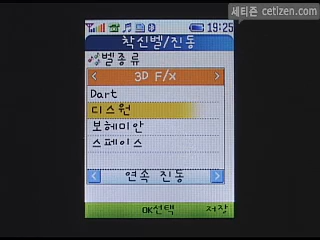 세티즌 cetizen.com
19:25
착신벨/진동
벨종류
3D F/x
Dart
디스원
보헤미안
스페이스
연속 진동
OK선택 저장